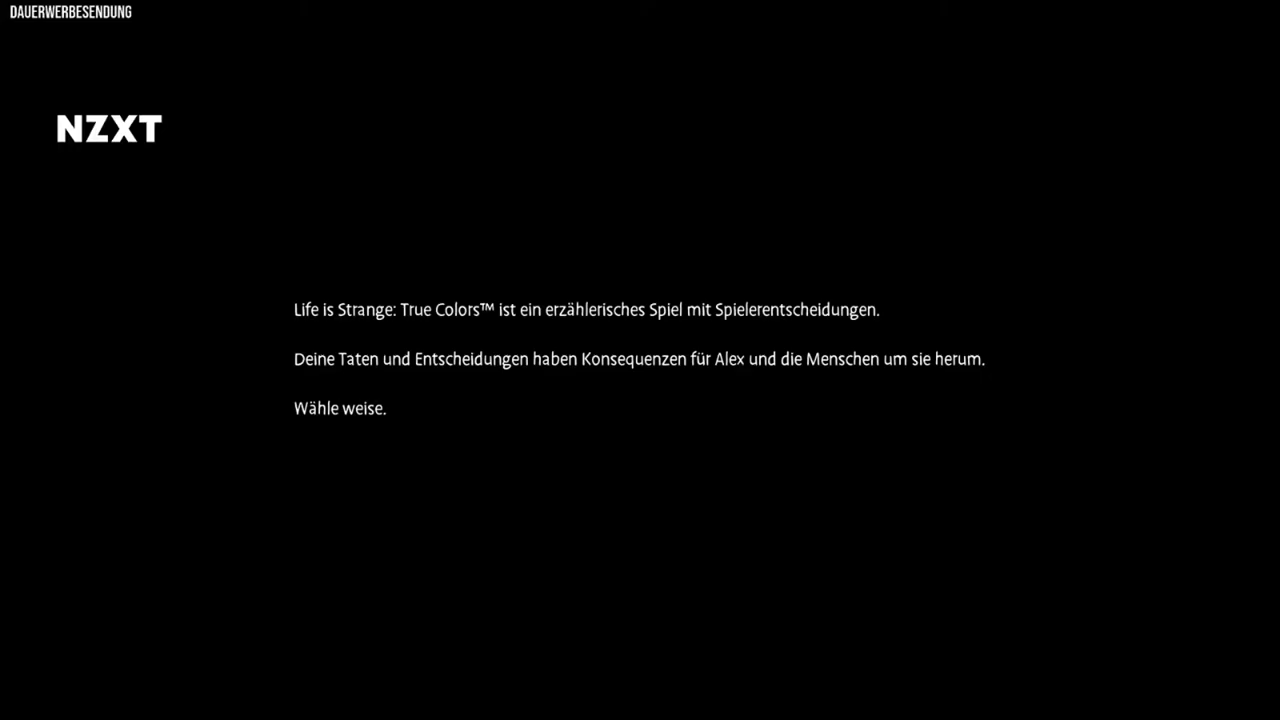 DAUERWERBESENDUNG
NZXT
Life is Strange: True Colors™ ist ein erzählerisches Spiel mit Spielerentscheidungen.
Deine Taten und Entscheidungen haben Konsequenzen für Alex und die Menschen um sie herum.
Wähle weise.